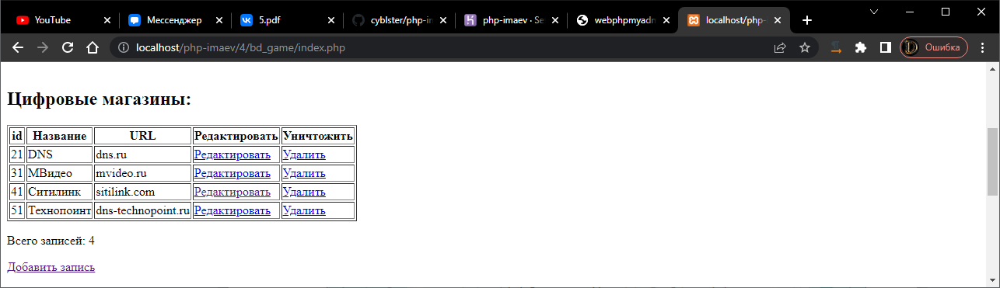 YouTube Мессенджер 5.pdf cyblster/php-im php-imaev · Se webphpmyadn localhost/php-
localhost/php-imaev/4/bd_game/index.php Ошибка
Цифровые магазины:
id Название URL Редактировать Уничтожить
21 DNS dns.ru Редактировать Удалить
31 МВидео mvideo.ru Редактировать Удалить
41 Ситилинк sitilink.com Редактировать Удалить
51 Технопоинт dns-technopoint.ru Редактировать Удалить
Всего записей: 4
Добавить запись